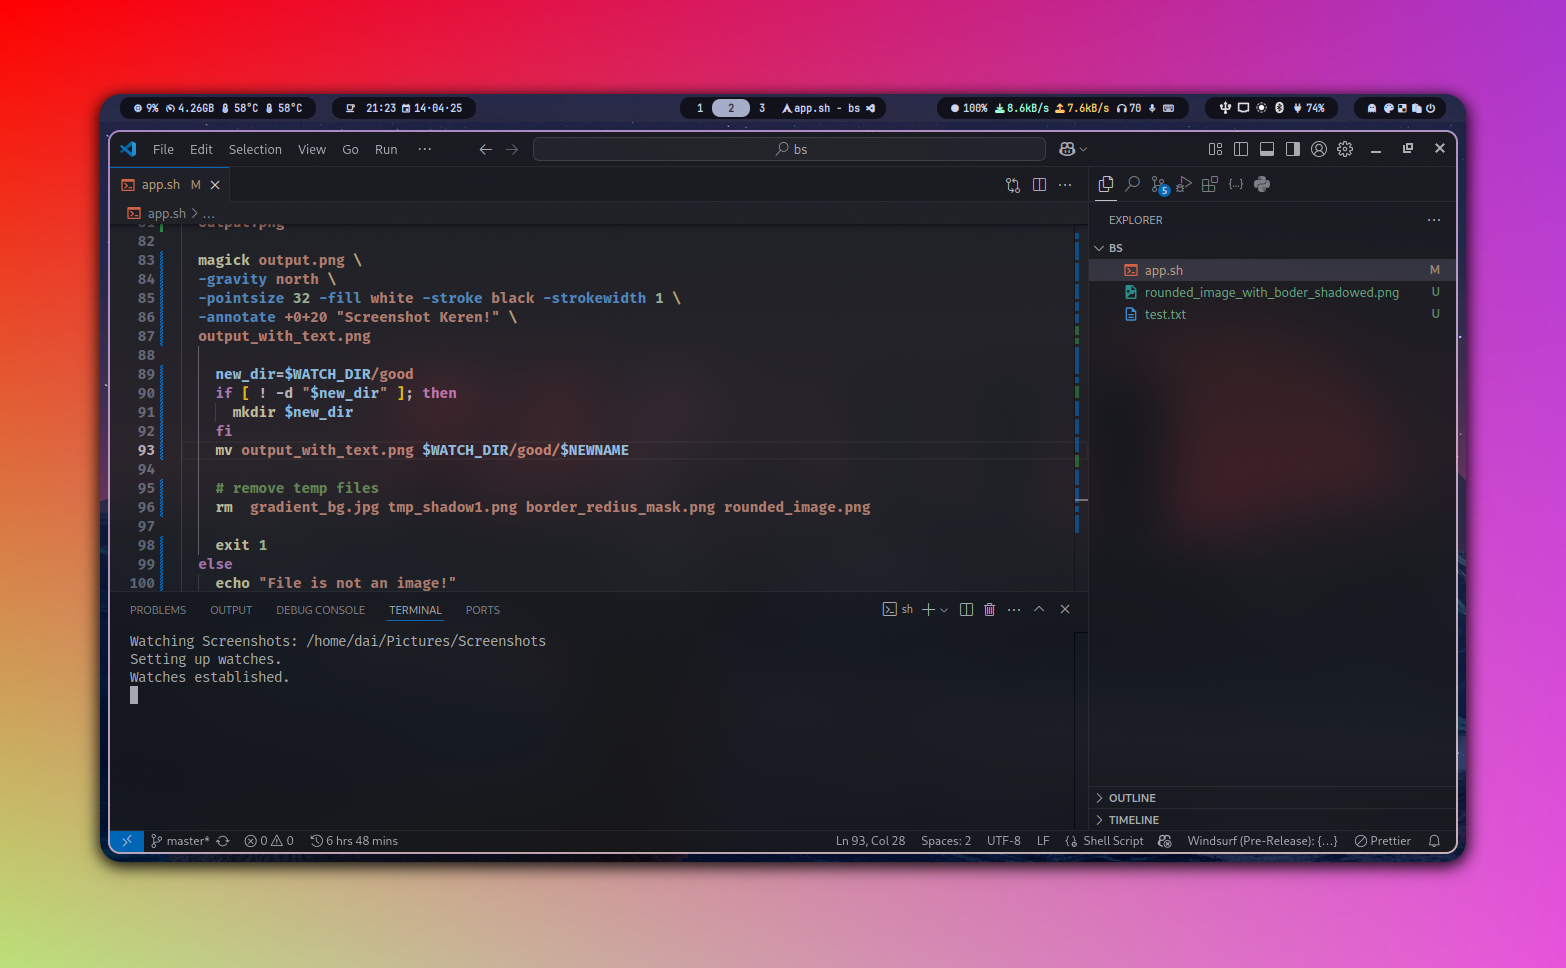 9% 4.26GB 58°C 58°C
21:23 14·04·25
1 2 3 app.sh - bs
100% 8.6kB/s 7.6kB/s 70
74%
File Edit Selection View Go Run ···
bs
app.sh M
app.sh > ...
81 output.png
82
83 magick output.png \
84 -gravity north \
85 -pointsize 32 -fill white -stroke black -strokewidth 1 \
86 -annotate +0+20 "Screenshot Keren!" \
87 output_with_text.png
88
89 new_dir=$WATCH_DIR/good
90 if [ ! -d "$new_dir" ]; then
91 mkdir $new_dir
92 fi
93 mv output_with_text.png $WATCH_DIR/good/$NEWNAME
94
95 # remove temp files
96 rm  gradient_bg.jpg tmp_shadow1.png border_redius_mask.png rounded_image.png
97
98 exit 1
99 else
100 echo "File is not an image!"
PROBLEMS OUTPUT DEBUG CONSOLE TERMINAL PORTS
sh
Watching Screenshots: /home/dai/Pictures/Screenshots
Setting up watches.
Watches established.
5
EXPLORER
BS
app.sh M
rounded_image_with_boder_shadowed.png U
test.txt U
OUTLINE
TIMELINE
master* 0 0 6 hrs 48 mins
Ln 93, Col 28 Spaces: 2 UTF-8 LF Shell Script Windsurf (Pre-Release): {...} Prettier